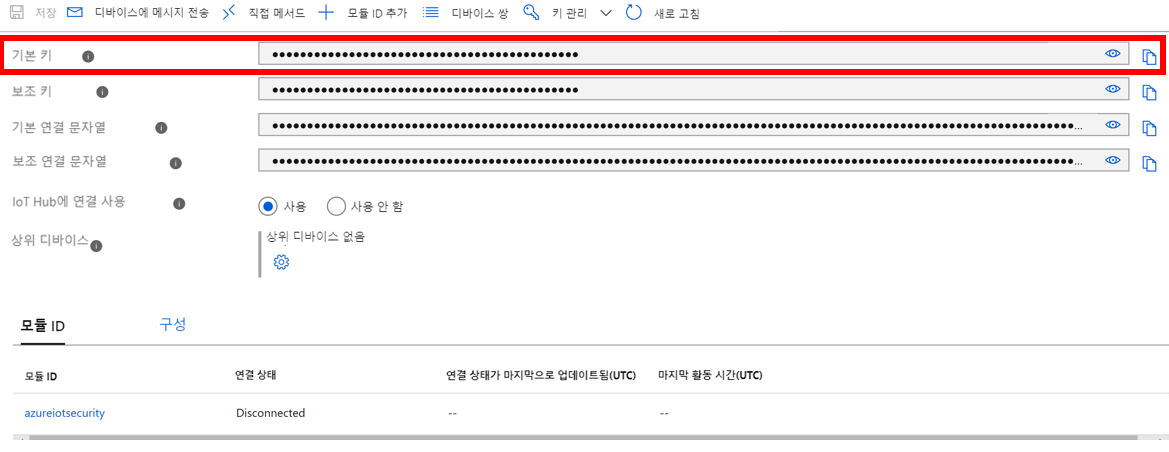 저장 디바이스에 메시지 전송 직접 메서드 모듈 ID 추가 디바이스 쌍 키 관리 새로 고침
기본 키
보조 키
기본 연결 문자열 ...
보조 연결 문자열 ...
IoT Hub에 연결 사용 사용 사용 안 함
상위 디바이스 상위 디바이스 없음
모듈 ID 구성
모듈 ID 연결 상태 연결 상태가 마지막으로 업데이트됨(UTC) 마지막 활동 시간(UTC)
azureiotsecurity Disconnected -- --